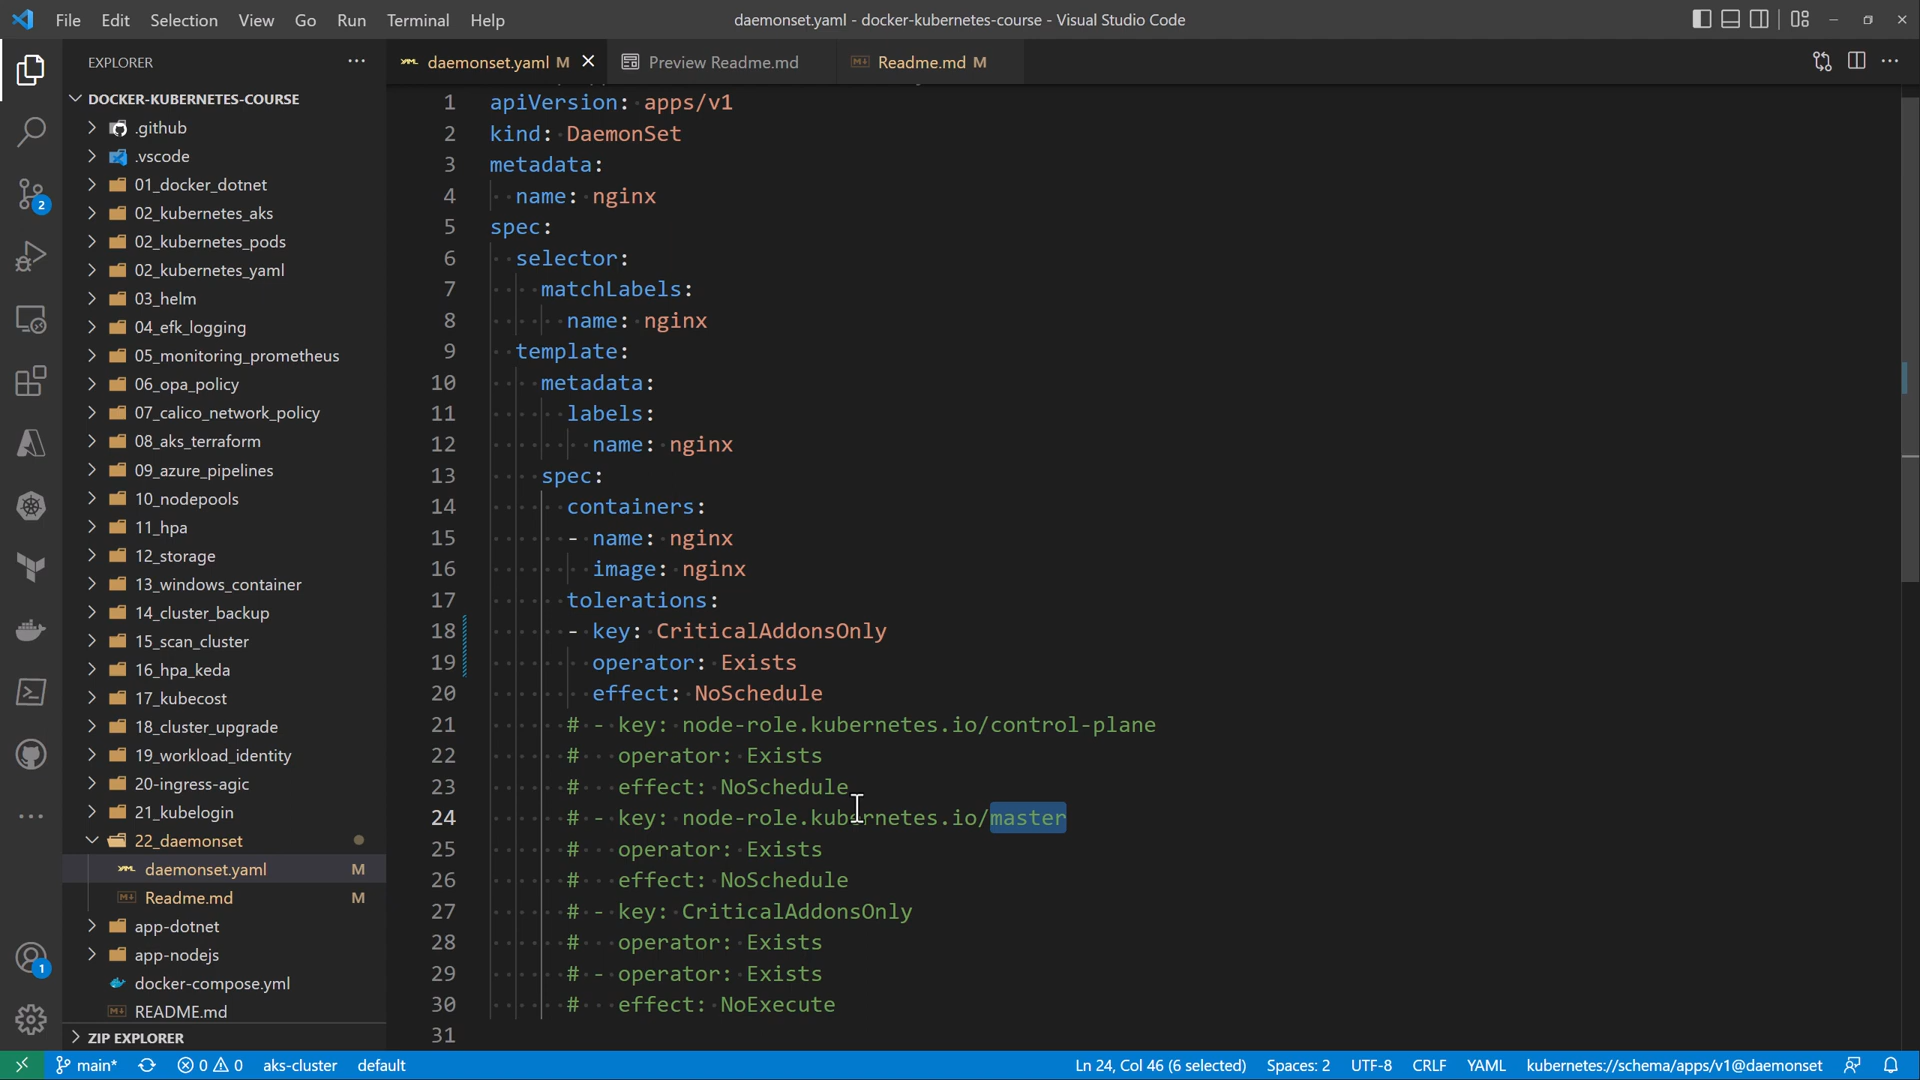 File Edit Selection View Go Run Terminal Help
daemonset.yaml - docker-kubernetes-course - Visual Studio Code
EXPLORER
DOCKER-KUBERNETES-COURSE
.github
.vscode
01_docker_dotnet
02_kubernetes_aks
02_kubernetes_pods
02_kubernetes_yaml
03_helm
04_efk_logging
05_monitoring_prometheus
06_opa_policy
07_calico_network_policy
08_aks_terraform
09_azure_pipelines
10_nodepools
11_hpa
12_storage
13_windows_container
14_cluster_backup
15_scan_cluster
16_hpa_keda
17_kubecost
18_cluster_upgrade
19_workload_identity
20-ingress-agic
21_kubelogin
22_daemonset
daemonset.yaml M
Readme.md M
app-dotnet
app-nodejs
docker-compose.yml
README.md
ZIP EXPLORER
2
1
daemonset.yaml M
Preview Readme.md
Readme.md M
1 apiVersion: apps/v1
2 kind: DaemonSet
3 metadata:
4 name: nginx
5 spec:
6 selector:
7 matchLabels:
8 name: nginx
9 template:
10 metadata:
11 labels:
12 name: nginx
13 spec:
14 containers:
15 - name: nginx
16 image: nginx
17 tolerations:
18 - key: CriticalAddonsOnly
19 operator: Exists
20 effect: NoSchedule
21 # - key: node-role.kubernetes.io/control-plane
22 # operator: Exists
23 # effect: NoSchedule
24 # - key: node-role.kubernetes.io/master
25 # operator: Exists
26 # effect: NoSchedule
27 # - key: CriticalAddonsOnly
28 # operator: Exists
29 # - operator: Exists
30 # effect: NoExecute
31
main* 0 0 aks-cluster default
Ln 24, Col 46 (6 selected) Spaces: 2 UTF-8 CRLF YAML kubernetes://schema/apps/v1@daemonset